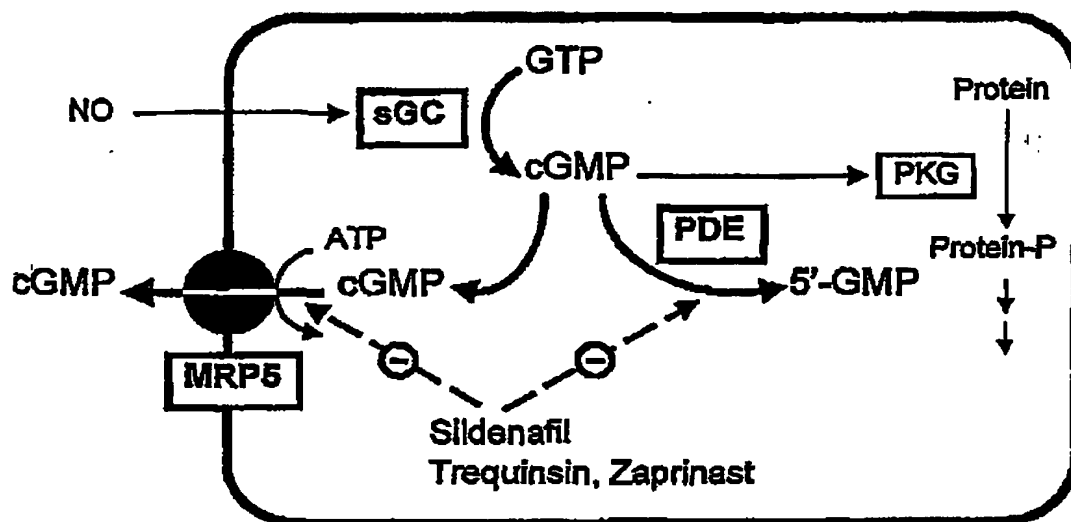 GTP
NO
sGC
Protein
cGMP
PKG
PDE
ATP
Protein-P
cGMP
cGMP
5'-GMP
MRP5
Sildenafil
Trequinsin, Zaprinast